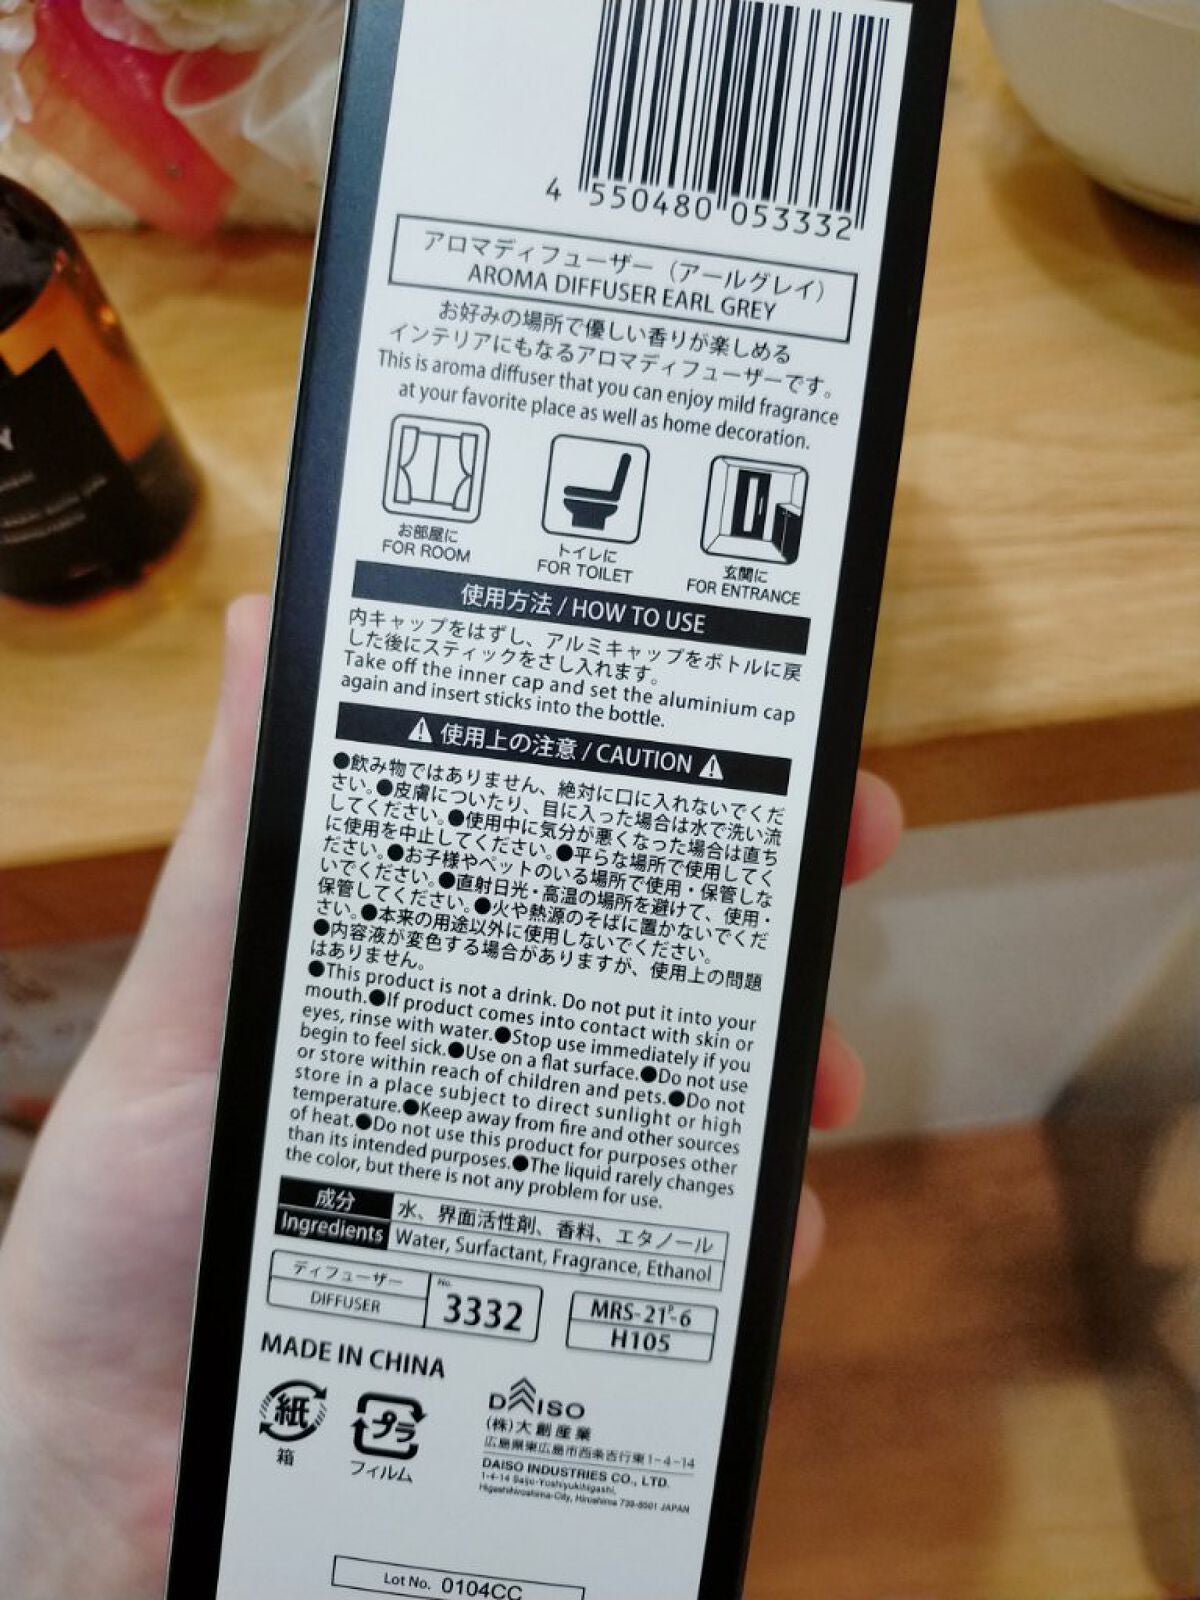 4 550480 053332
アロマディフューザー（アールグレイ）
AROMA DIFFUSER EARL GREY
お好みの場所で優しい香りが楽しめる
インテリアにもなるアロマディフューザーです。
This is aroma diffuser that you can enjoy mild fragrance
at your favorite place as well as home decoration.
お部屋に
FOR ROOM
トイレに
FOR TOILET
玄関に
FOR ENTRANCE
使用方法 / HOW TO USE
内キャップをはずし、アルミキャップをボトルに戻
した後にスティックをさし入れます。
Take off the inner cap and set the aluminium cap
again and insert sticks into the bottle.
使用上の注意 / CAUTION
●飲み物ではありません、絶対に口に入れないでくだ
さい。●皮膚についたり、目に入った場合は水で洗い流
してください。●使用中に気分が悪くなった場合は直ち
に使用を中止してください。●平らな場所で使用してく
ださい。●お子様やペットのいる場所で使用・保管しな
いでください。●直射日光・高温の場所を避けて、使用・
保管してください。●火や熱源のそばに置かないでくだ
さい。●本来の用途以外に使用しないでください。
●内容液が変色する場合がありますが、使用上の問題
はありません。
●This product is not a drink. Do not put it into your
mouth.●If product comes into contact with skin or
eyes, rinse with water.●Stop use immediately if you
begin to feel sick.●Use on a flat surface.●Do not use
or store within reach of children and pets.●Do not
store in a place subject to direct sunlight or high
temperature.●Keep away from fire and other sources
of heat.●Do not use this product for purposes other
than its intended purposes.●The liquid rarely changes
the color, but there is not any problem for use.
成分 水、界面活性剤、香料、エタノール
Ingredients Water, Surfactant, Fragrance, Ethanol
ディフューザー
DIFFUSER
No. 3332
MRS-21P-6
H105
MADE IN CHINA
紙
箱
プラ
フィルム
DAISO
(株)大創産業
広島県東広島市西条吉行東1-4-14
DAISO INDUSTRIES CO., LTD.
1-4-14 Saijo-Yoshiyukihigashi,
Higashihiroshima-City, Hiroshima 739-8501 JAPAN
Lot No. 0104CC